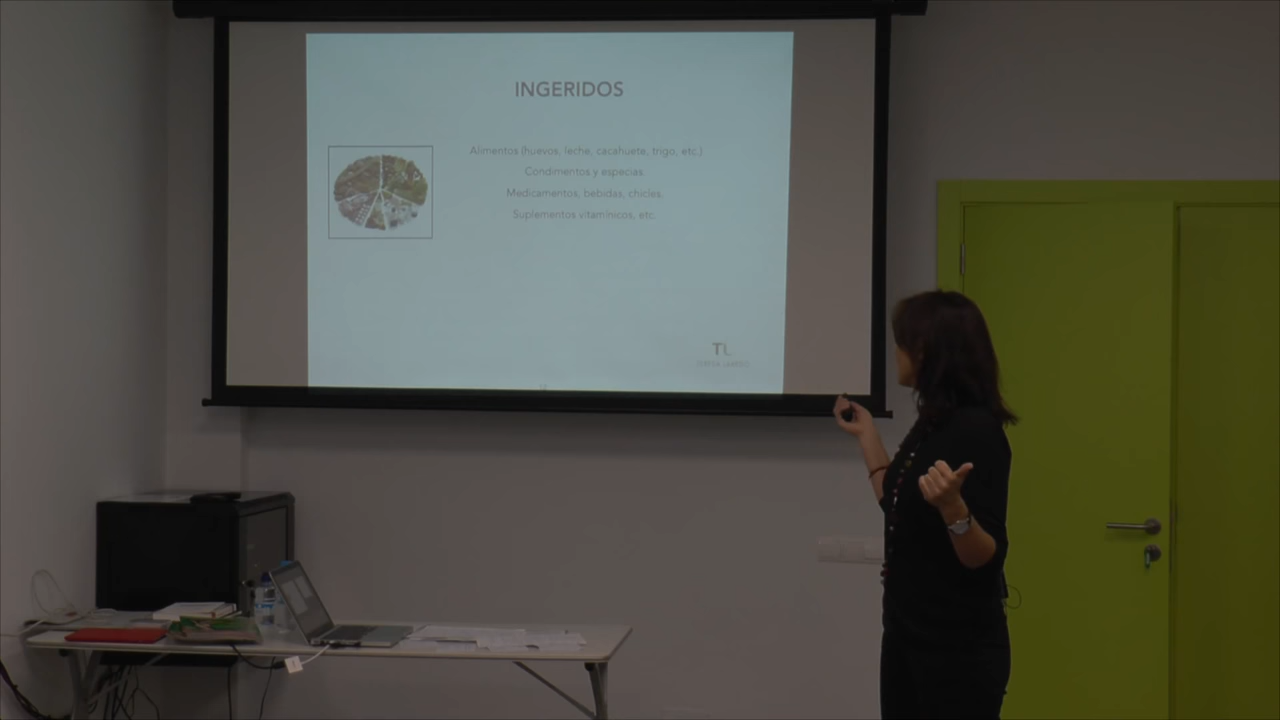 INGERIDOS
Alimentos (huevos, leche, cacahuete, trigo, etc.)
Condimentos y especias.
Medicamentos, bebidas, chicles.
Suplementos vitamínicos, etc.
TL